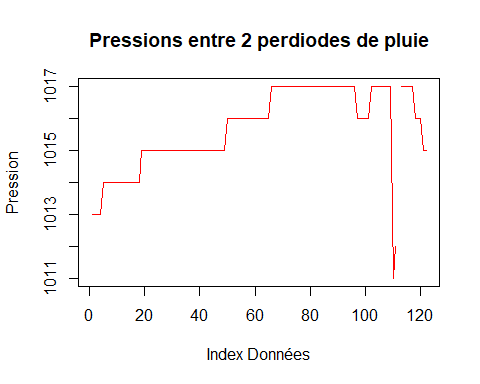 Pressions entre 2 perdiodes de pluie
Pression
1017
1015
1013
1011
0 20 40 60 80 100 120
Index Données